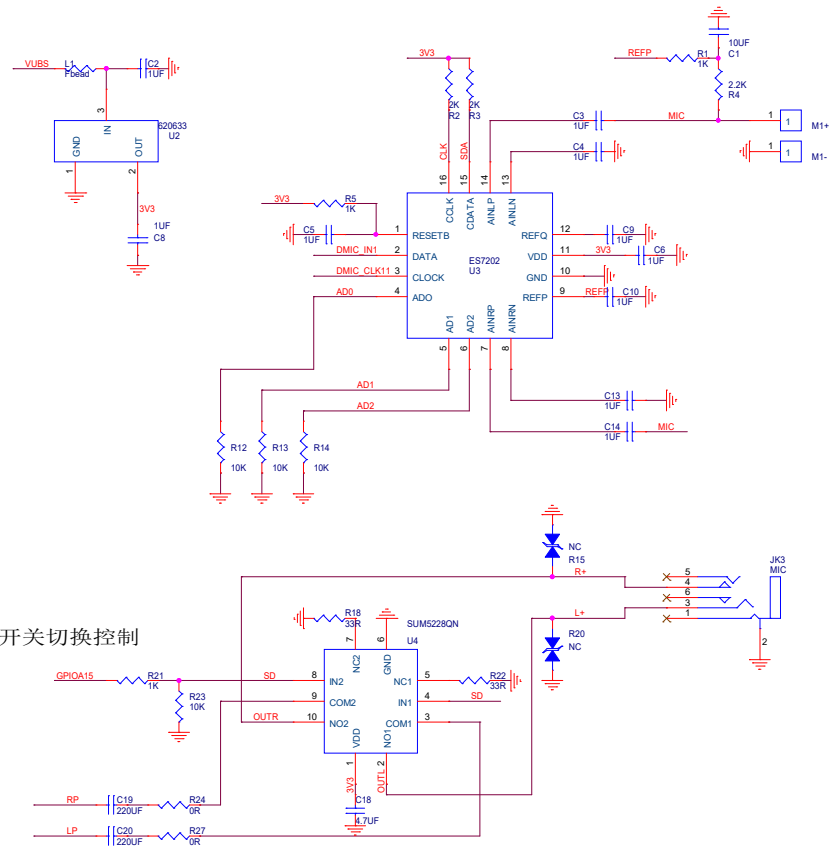 VUBS
L1
Fbead
C2
1UF
3
IN
GND
OUT
620633
U2
1
2
3V3
1UF
C8
3V3
2K
R2
2K
R3
CLK
SDA
16
15
14
13
CCLK
CDATA
AINLP
AINLN
REFP
R1
1K
10UF
C1
2.2K
R4
C3
1UF
MIC
1
1
M1+
C4
1UF
1
1
M1-
3V3
R5
1K
C5
1UF
1
RESETB
DMIC_IN1
2
DATA
DMIC_CLK11
3
CLOCK
AD0
4
ADO
ES7202
U3
REFQ
12
C9
1UF
VDD
11
3V3
C6
1UF
GND
10
REFP
9
REFP
C10
1UF
AD1
AD2
AINRP
AINRN
5
6
7
8
AD1
AD2
C13
1UF
C14
1UF
MIC
R12
10K
R13
10K
R14
10K
NC
R15
R+
JK3
MIC
5
4
6
3
1
2
L+
R20
NC
开关切换控制
R18
33R
SUM5228QN
U4
7
6
NC2
GND
GPIOA15
R21
1K
SD
8
IN2
R23
10K
9
COM2
OUTR
10
NO2
NC1
5
R22
33R
IN1
4
SD
COM1
3
VDD
NO1
1
2
3V3
OUTL
C18
4.7UF
RP
C19
220UF
R24
0R
LP
C20
220UF
R27
0R